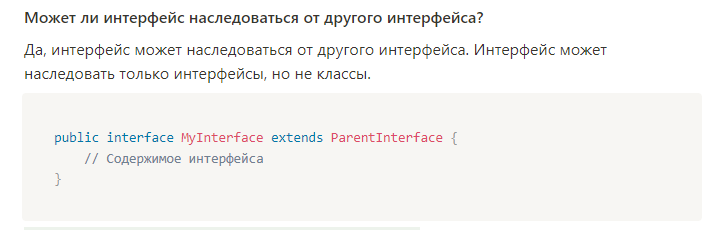 Может ли интерфейс наследоваться от другого интерфейса?
Да, интерфейс может наследоваться от другого интерфейса. Интерфейс может
наследовать только интерфейсы, но не классы.
public interface MyInterface extends ParentInterface {
    // Содержимое интерфейса
}